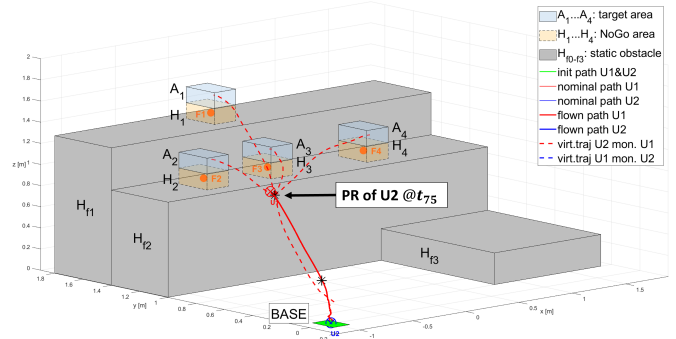 A1...A4: target area
H1...H4: NoGo area
Hf0-f3: static obstacle
init path U1&U2
nominal path U1
nominal path U2
flown path U1
flown path U2
virt.traj U2 mon. U1
virt.traj U1 mon. U2
2
1.8
1.6
1.4
1.2
1
0.8
0.6
0.4
0.2
0
z [m]
A1
H1
F1
A2
H2
F2
A3
H3
F3
A4
H4
F4
PR of U2 @t75
Hf1
Hf2
Hf3
BASE
U2
1.8
1.6
1.4
1.2
1
0.8
0.6
0.4
0.2
0
y [m]
-1
-0.5
0
0.5
1
1.5
x [m]